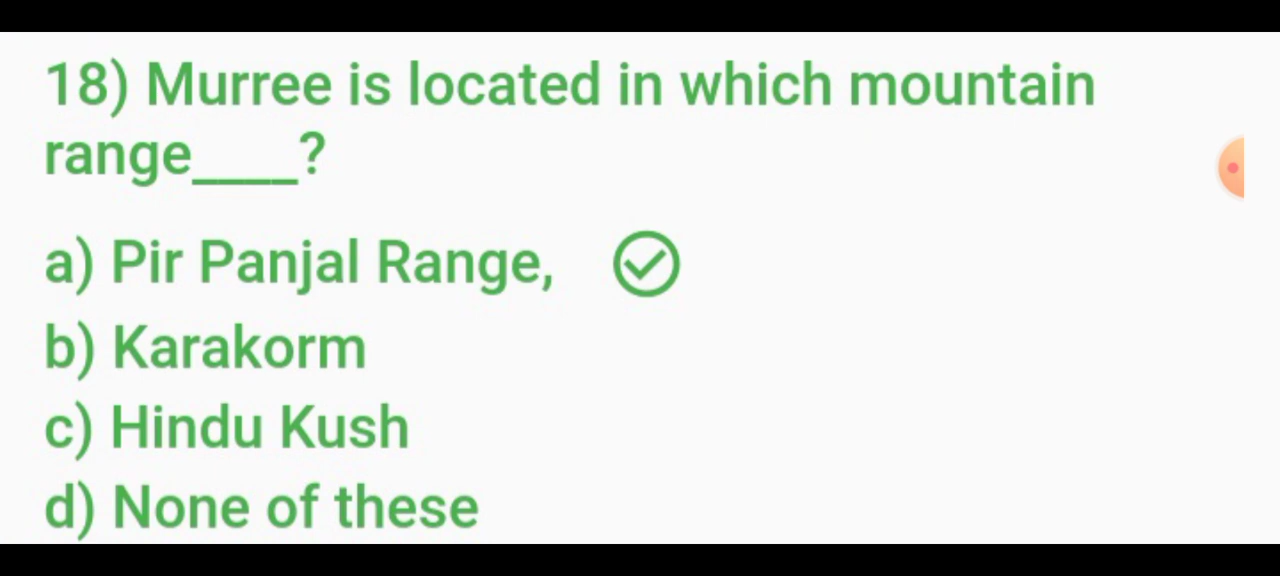 18) Murree is located in which mountain
range____?
a) Pir Panjal Range,
b) Karakorm
c) Hindu Kush
d) None of these